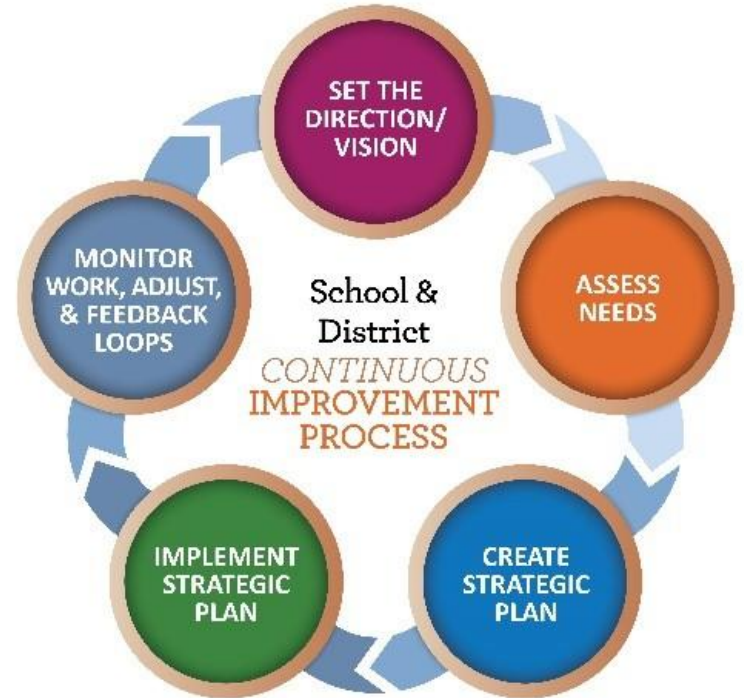 SET THE
DIRECTION/
VISION
ASSESS
NEEDS
CREATE
STRATEGIC
PLAN
IMPLEMENT
STRATEGIC
PLAN
MONITOR
WORK, ADJUST,
& FEEDBACK
LOOPS
School &
District
CONTINUOUS
IMPROVEMENT
PROCESS